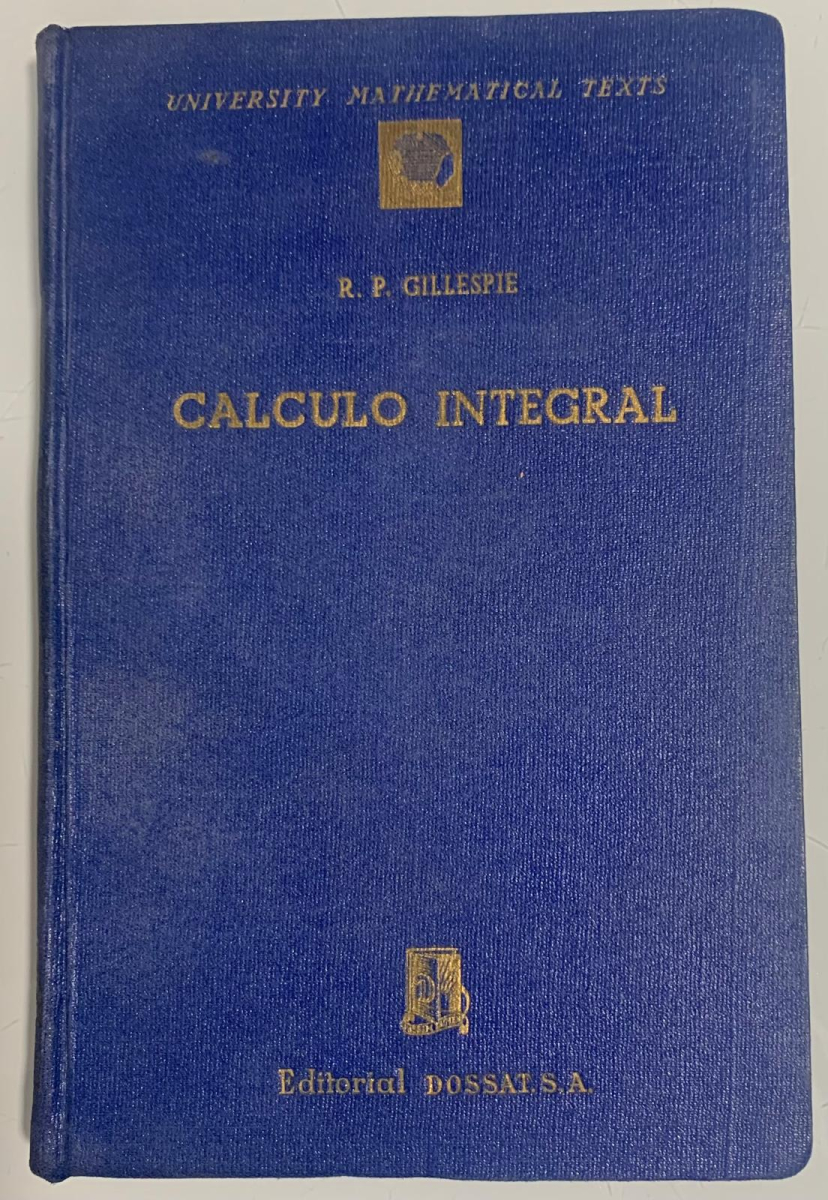 UNIVERSITY MATHEMATICAL TEXTS
R. P. GILLESPIE
CALCULO INTEGRAL
Editorial DOSSAT. S. A.